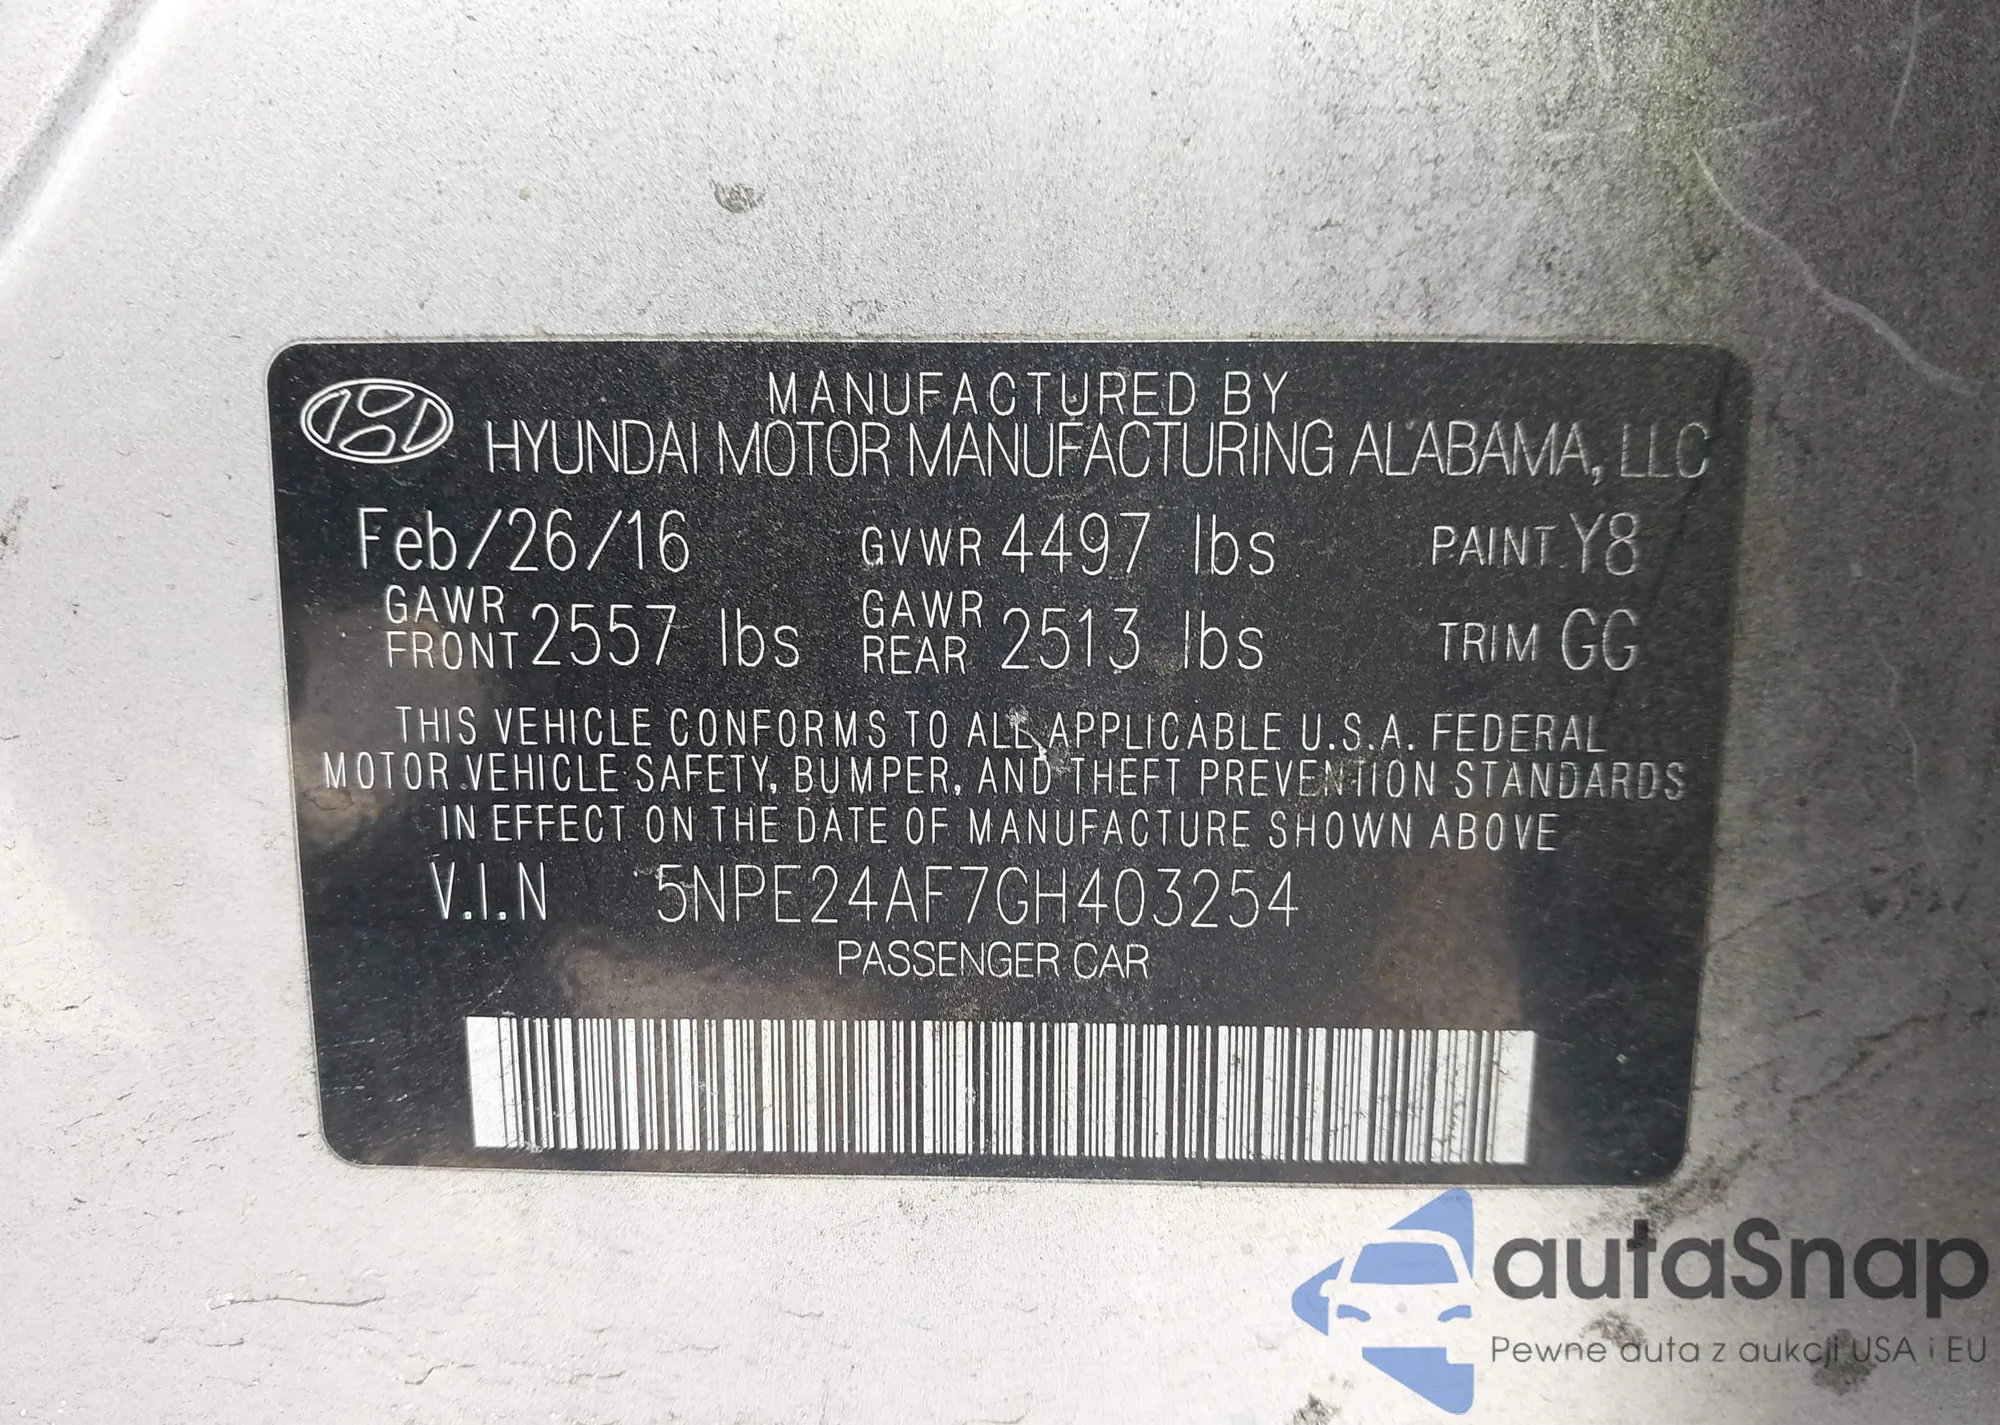 MANUFACTURED BY
HYUNDAI MOTOR MANUFACTURING ALABAMA, LLC
Feb/26/16 GVWR 4497 lbs PAINT Y8
GAWR FRONT 2557 lbs GAWR REAR 2513 lbs TRIM GG
THIS VEHICLE CONFORMS TO ALL APPLICABLE U.S.A. FEDERAL
MOTOR VEHICLE SAFETY, BUMPER, AND THEFT PREVENTION STANDARDS
IN EFFECT ON THE DATE OF MANUFACTURE SHOWN ABOVE
V.I.N 5NPE24AF7GH403254
PASSENGER CAR
autaSnap
Pewne auta z aukcji USA i EU